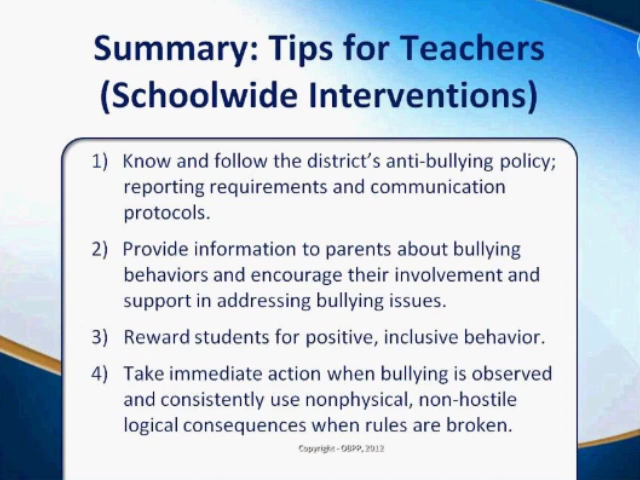 Summary: Tips for Teachers
(Schoolwide Interventions)
1) Know and follow the district's anti-bullying policy;
reporting requirements and communication
protocols.
2) Provide information to parents about bullying
behaviors and encourage their involvement and
support in addressing bullying issues.
3) Reward students for positive, inclusive behavior.
4) Take immediate action when bullying is observed
and consistently use nonphysical, non-hostile
logical consequences when rules are broken.
Copyright - OBPP, 2012